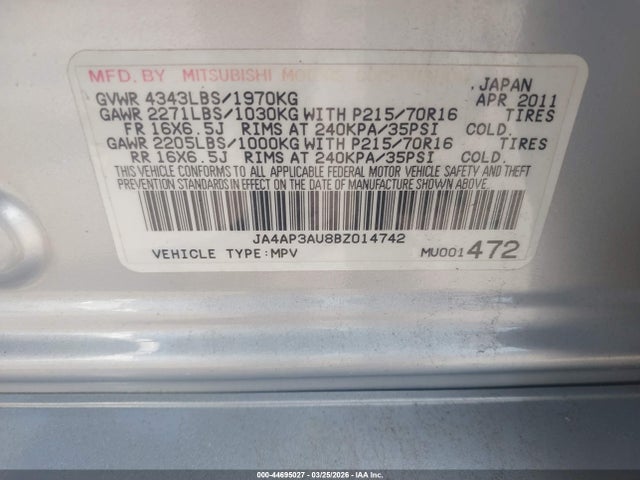 MFD. BY MITSUBISHI MOTORS CORPORATION
JAPAN
GVWR 4343LBS/1970KG APR 2011
GAWR 2271LBS/1030KG WITH P215/70R16 TIRES
FR 16X6.5J RIMS AT 240KPA/35PSI COLD.
GAWR 2205LBS/1000KG WITH P215/70R16 TIRES
RR 16X6.5J RIMS AT 240KPA/35PSI COLD.
THIS VEHICLE CONFORMS TO ALL APPLICABLE FEDERAL MOTOR VEHICLE SAFETY AND THEFT
PREVENTION STANDARDS IN EFFECT ON THE DATE OF MANUFACTURE SHOWN ABOVE.
JA4AP3AU8BZ014742
VEHICLE TYPE:MPV MU001472
000-44695027 | 03/25/2026 | IAACHICAGO